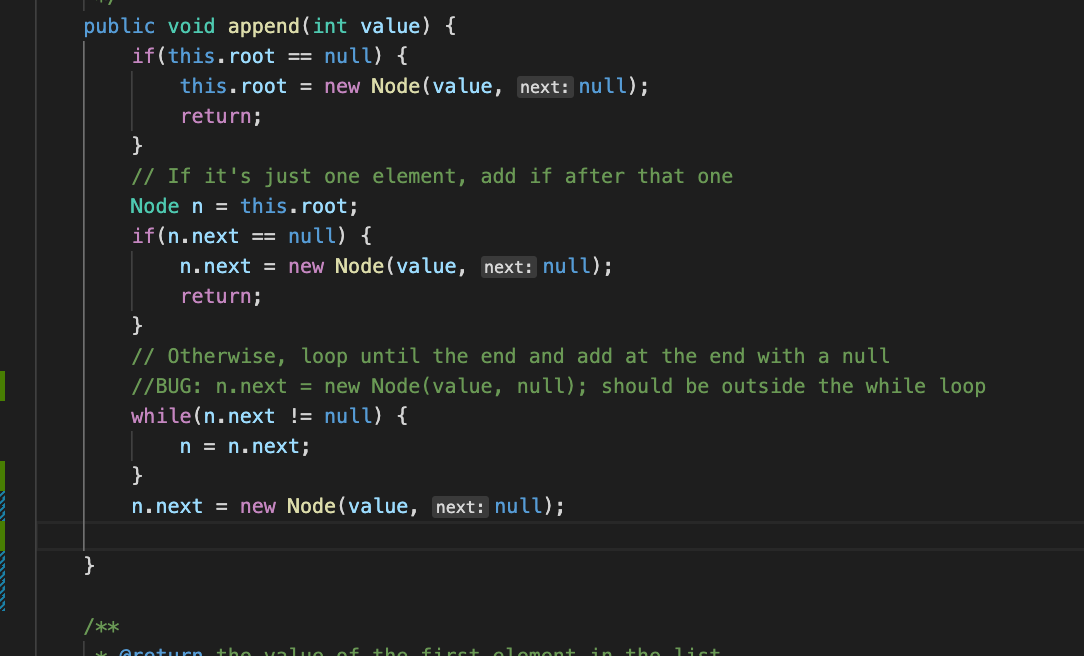 */
public void append(int value) {
if(this.root == null) {
this.root = new Node(value, next: null);
return;
}
// If it's just one element, add if after that one
Node n = this.root;
if(n.next == null) {
n.next = new Node(value, next: null);
return;
}
// Otherwise, loop until the end and add at the end with a null
//BUG: n.next = new Node(value, null); should be outside the while loop
while(n.next != null) {
n = n.next;
}
n.next = new Node(value, next: null);
}
/**
* @return the value of the first element in the list